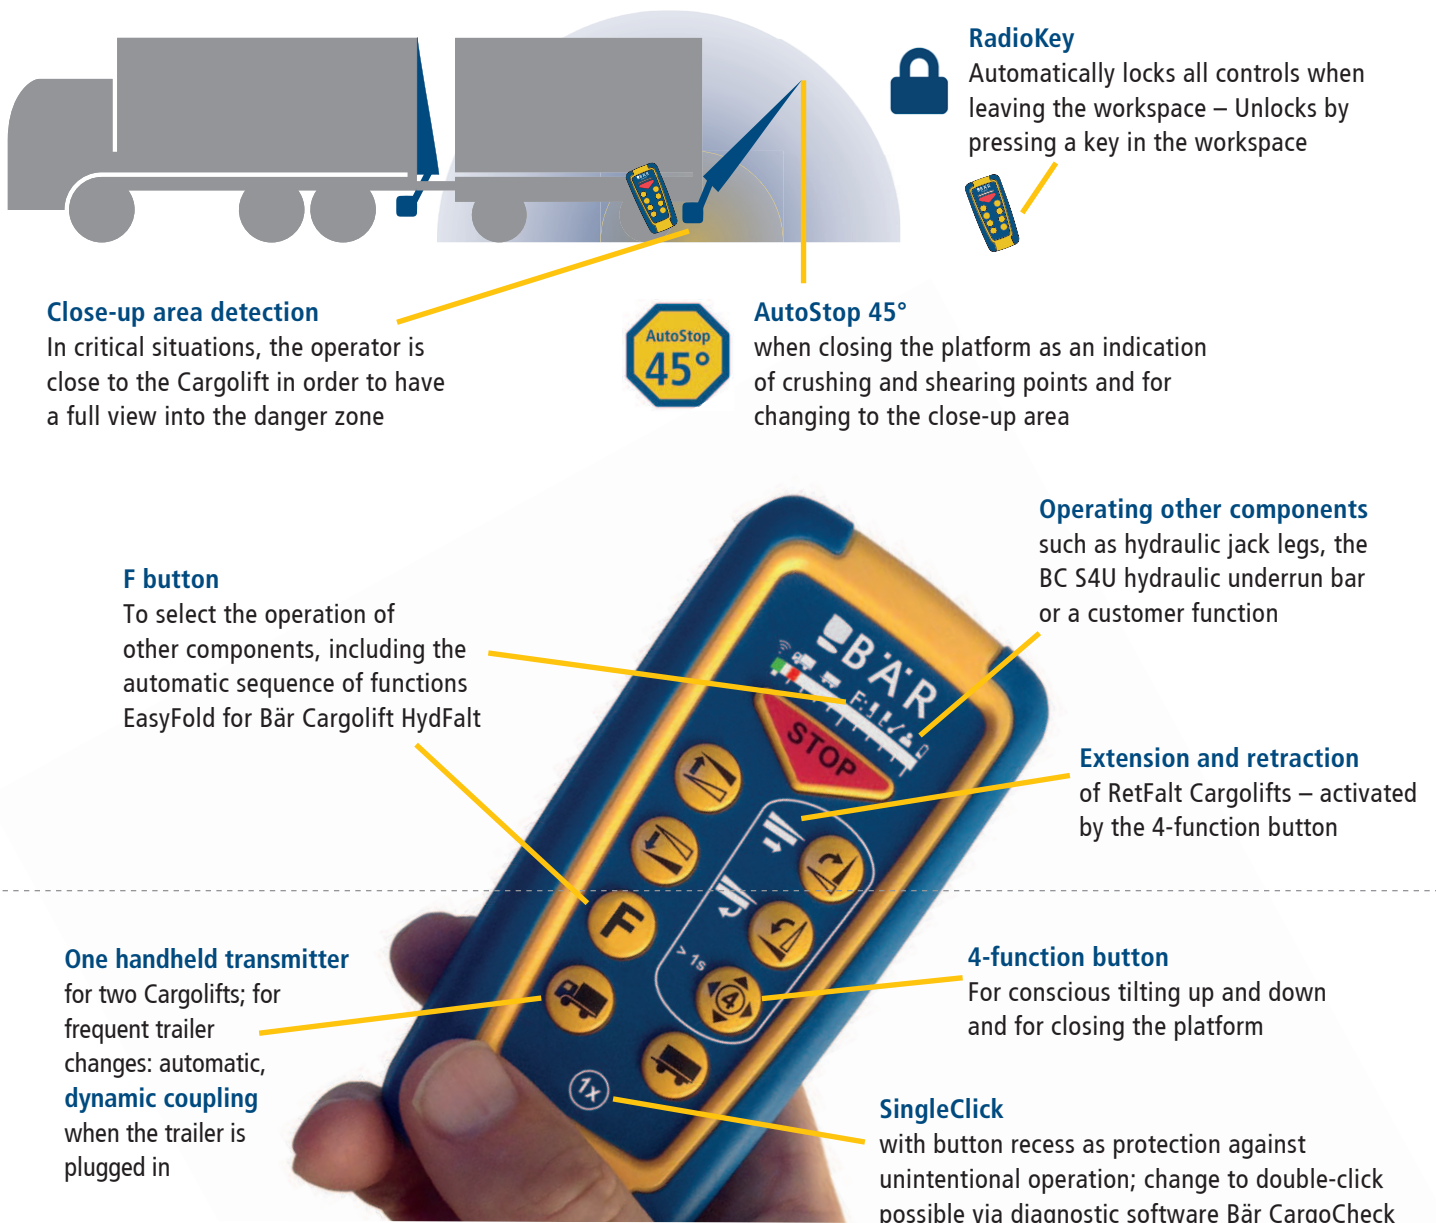 RadioKey
Automatically locks all controls when
leaving the workspace – Unlocks by
pressing a key in the workspace
Close-up area detection
In critical situations, the operator is
close to the Cargolift in order to have
a full view into the danger zone
AutoStop
45°
AutoStop 45°
when closing the platform as an indication
of crushing and shearing points and for
changing to the close-up area
Operating other components
such as hydraulic jack legs, the
BC S4U hydraulic underrun bar
or a customer function
F button
To select the operation of
other components, including the
automatic sequence of functions
EasyFold for Bär Cargolift HydFalt
BÄR
F:
STOP
Extension and retraction
of RetFalt Cargolifts – activated
by the 4-function button
F
> 1s
4
1x
One handheld transmitter
for two Cargolifts; for
frequent trailer
changes: automatic,
dynamic coupling
when the trailer is
plugged in
4-function button
For conscious tilting up and down
and for closing the platform
SingleClick
with button recess as protection against
unintentional operation; change to double-click
possible via diagnostic software Bär CargoCheck